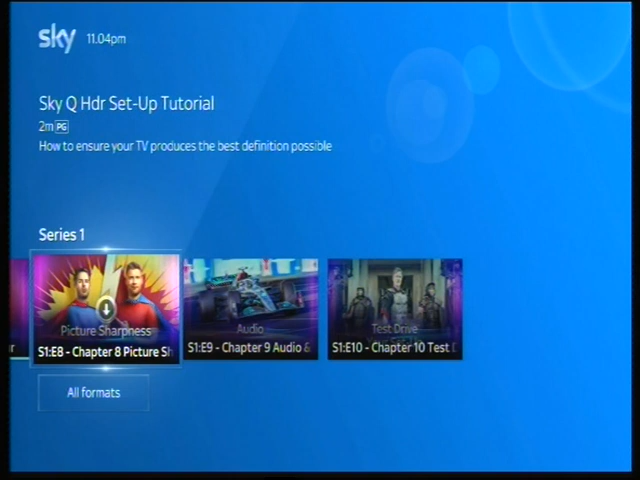 sky 11.04pm
Sky Q Hdr Set-Up Tutorial
2m PG
How to ensure your TV produces the best definition possible
Series 1
Picture Sharpness
Audio
Test Drive
S1:E8 - Chapter 8 Picture Sh
S1:E9 - Chapter 9 Audio &
S1:E10 - Chapter 10 Test
All formats